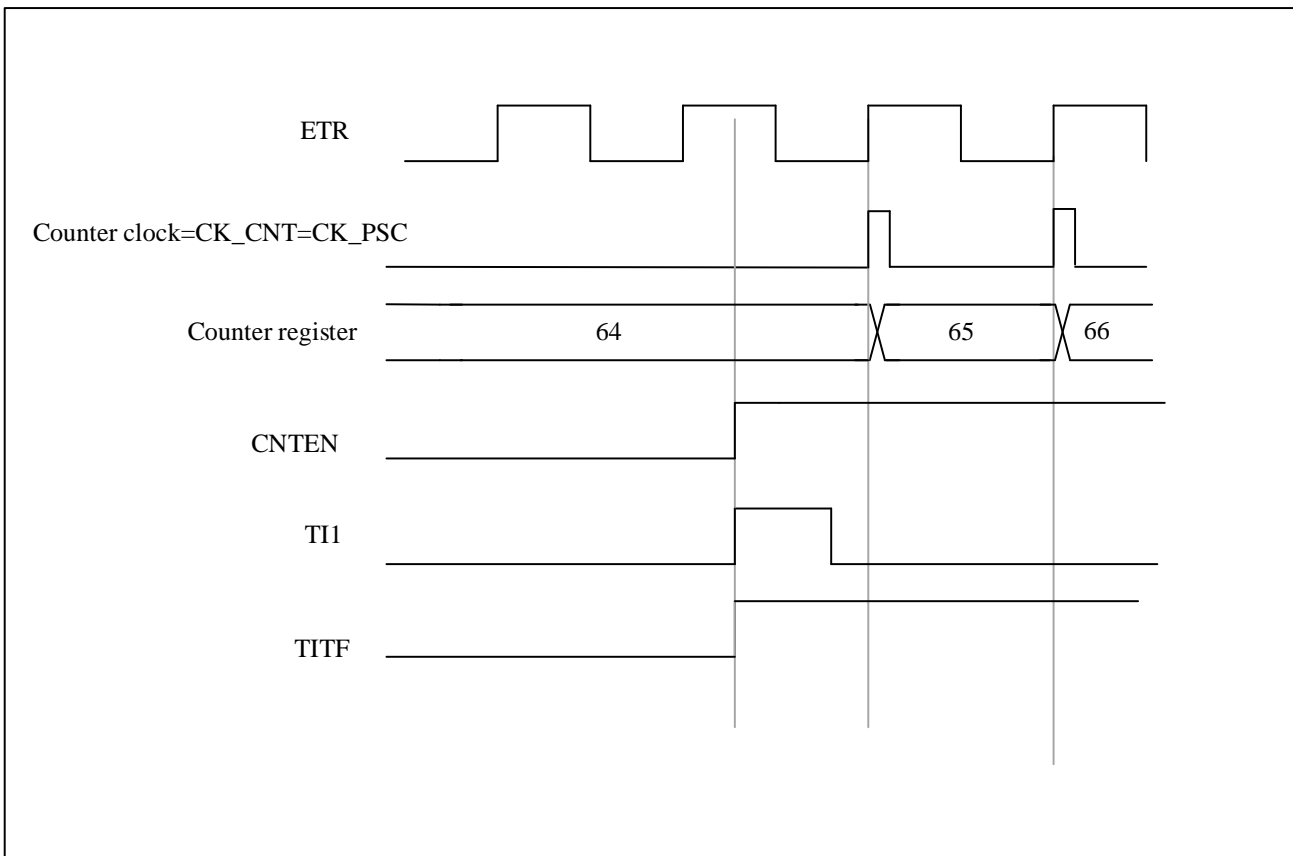 ETR
Counter clock=CK_CNT=CK_PSC
Counter register
64
65
66
CNTEN
TI1
TITF